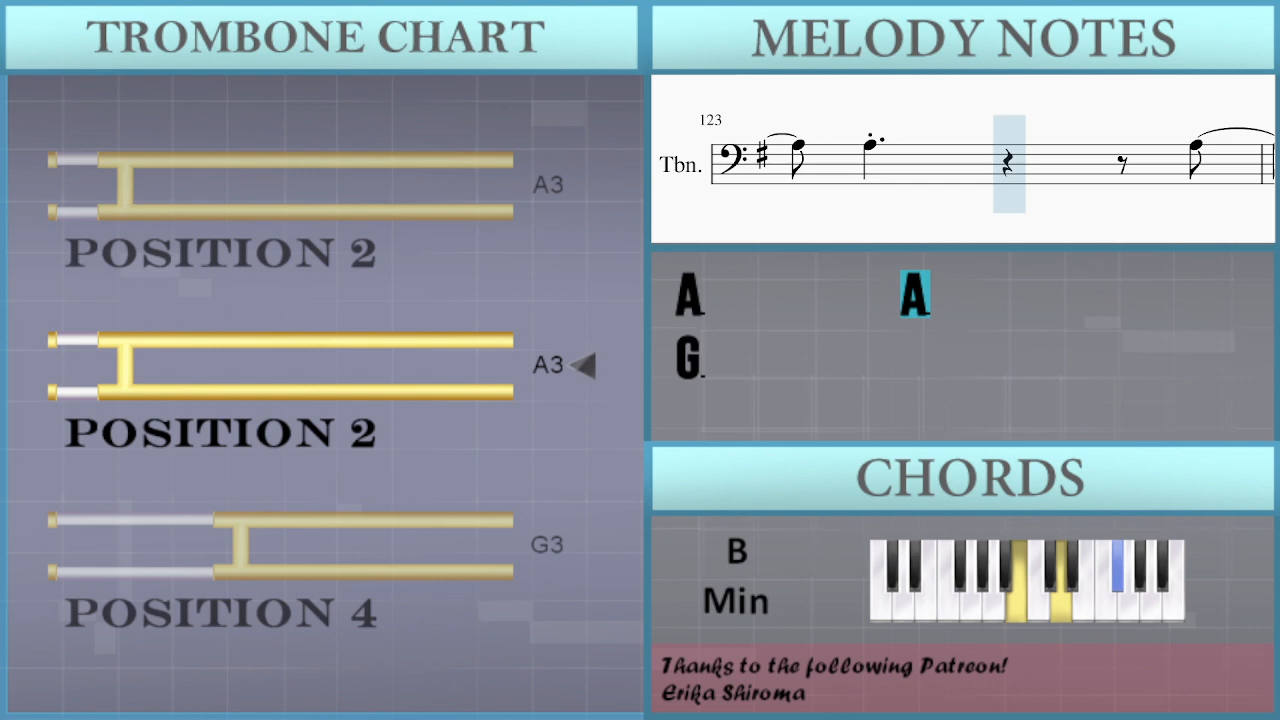 TROMBONE CHART
A3
POSITION 2
A3
POSITION 2
G3
POSITION 4
MELODY NOTES
123
Tbn.
A A
G.
CHORDS
B
Min
Thanks to the following Patreon!
Erika Shiroma